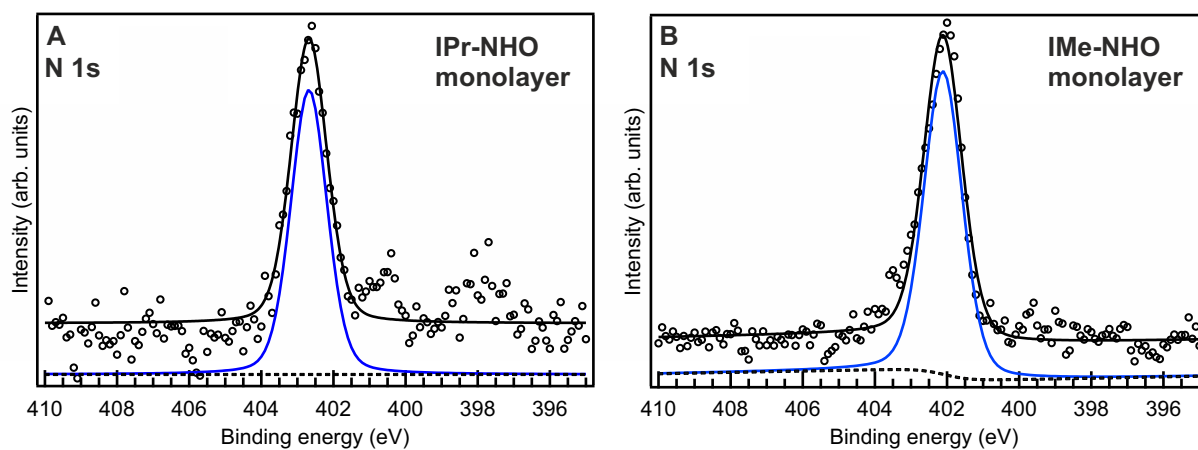 A
N 1s
IPr-NHO
monolayer
Intensity (arb. units)
410 408 406 404 402 400 398 396
Binding energy (eV)
B
N 1s
IMe-NHO
monolayer
Intensity (arb. units)
410 408 406 404 402 400 398 396
Binding energy (eV)